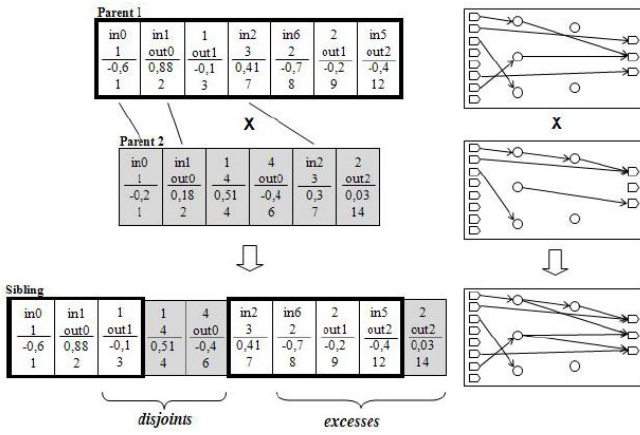 Parent 1
in0 in1 1 in2 in6 2 in5
1 out0 out1 3 2 out1 out2
-0,6 0,88 -0,1 0,41 -0,7 -0,2 -0,4
1 2 3 7 8 9 12
X X
Parent 2
in0 in1 1 4 in2 2
1 out0 4 out0 3 out2
-0,2 0,18 0,51 -0,4 0,3 0,03
1 2 4 6 7 14
Sibling
in0 in1 1 1 4 in2 in6 2 in5 2
1 out0 out1 4 out0 3 2 out1 out2 out2
-0,6 0,88 -0,1 0,51 -0,4 0,41 -0,7 -0,2 -0,4 0,03
1 2 3 4 6 7 8 9 12 14
disjoints excesses